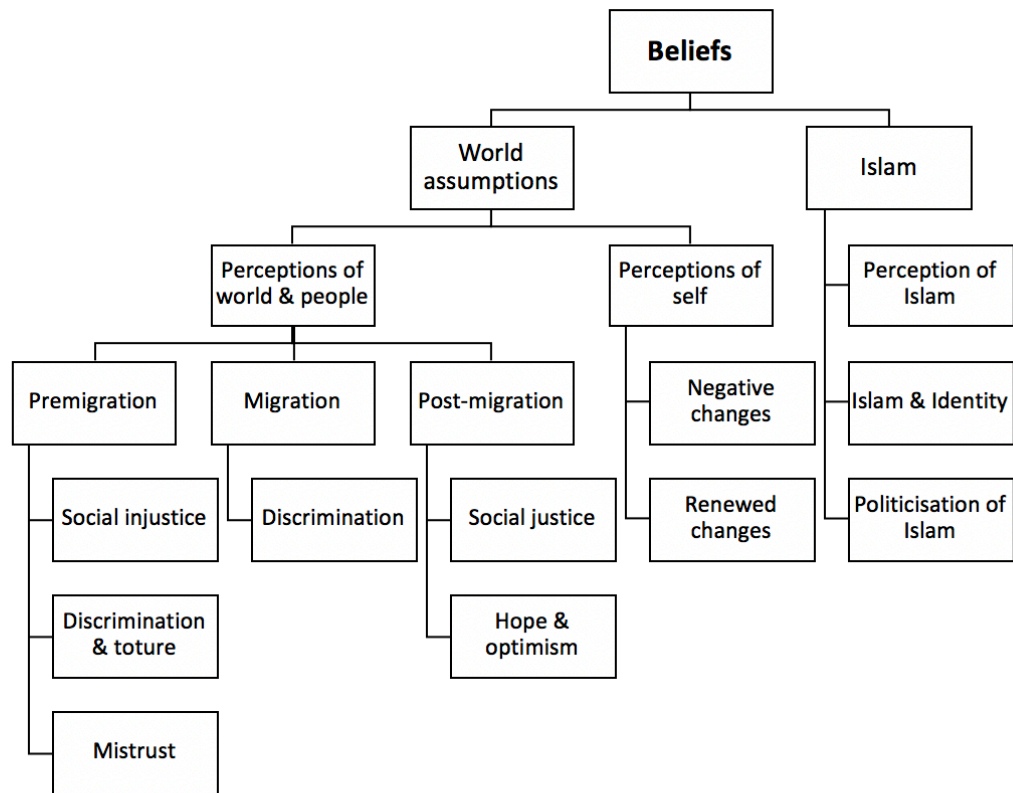 Beliefs
World
assumptions
Islam
Perceptions of
world & people
Perceptions of
self
Perception of
Islam
Premigration
Migration
Post-migration
Negative
changes
Islam & Identity
Social injustice
Discrimination
Social justice
Renewed
changes
Politicisation of
Islam
Discrimination
& toture
Hope &
optimism
Mistrust